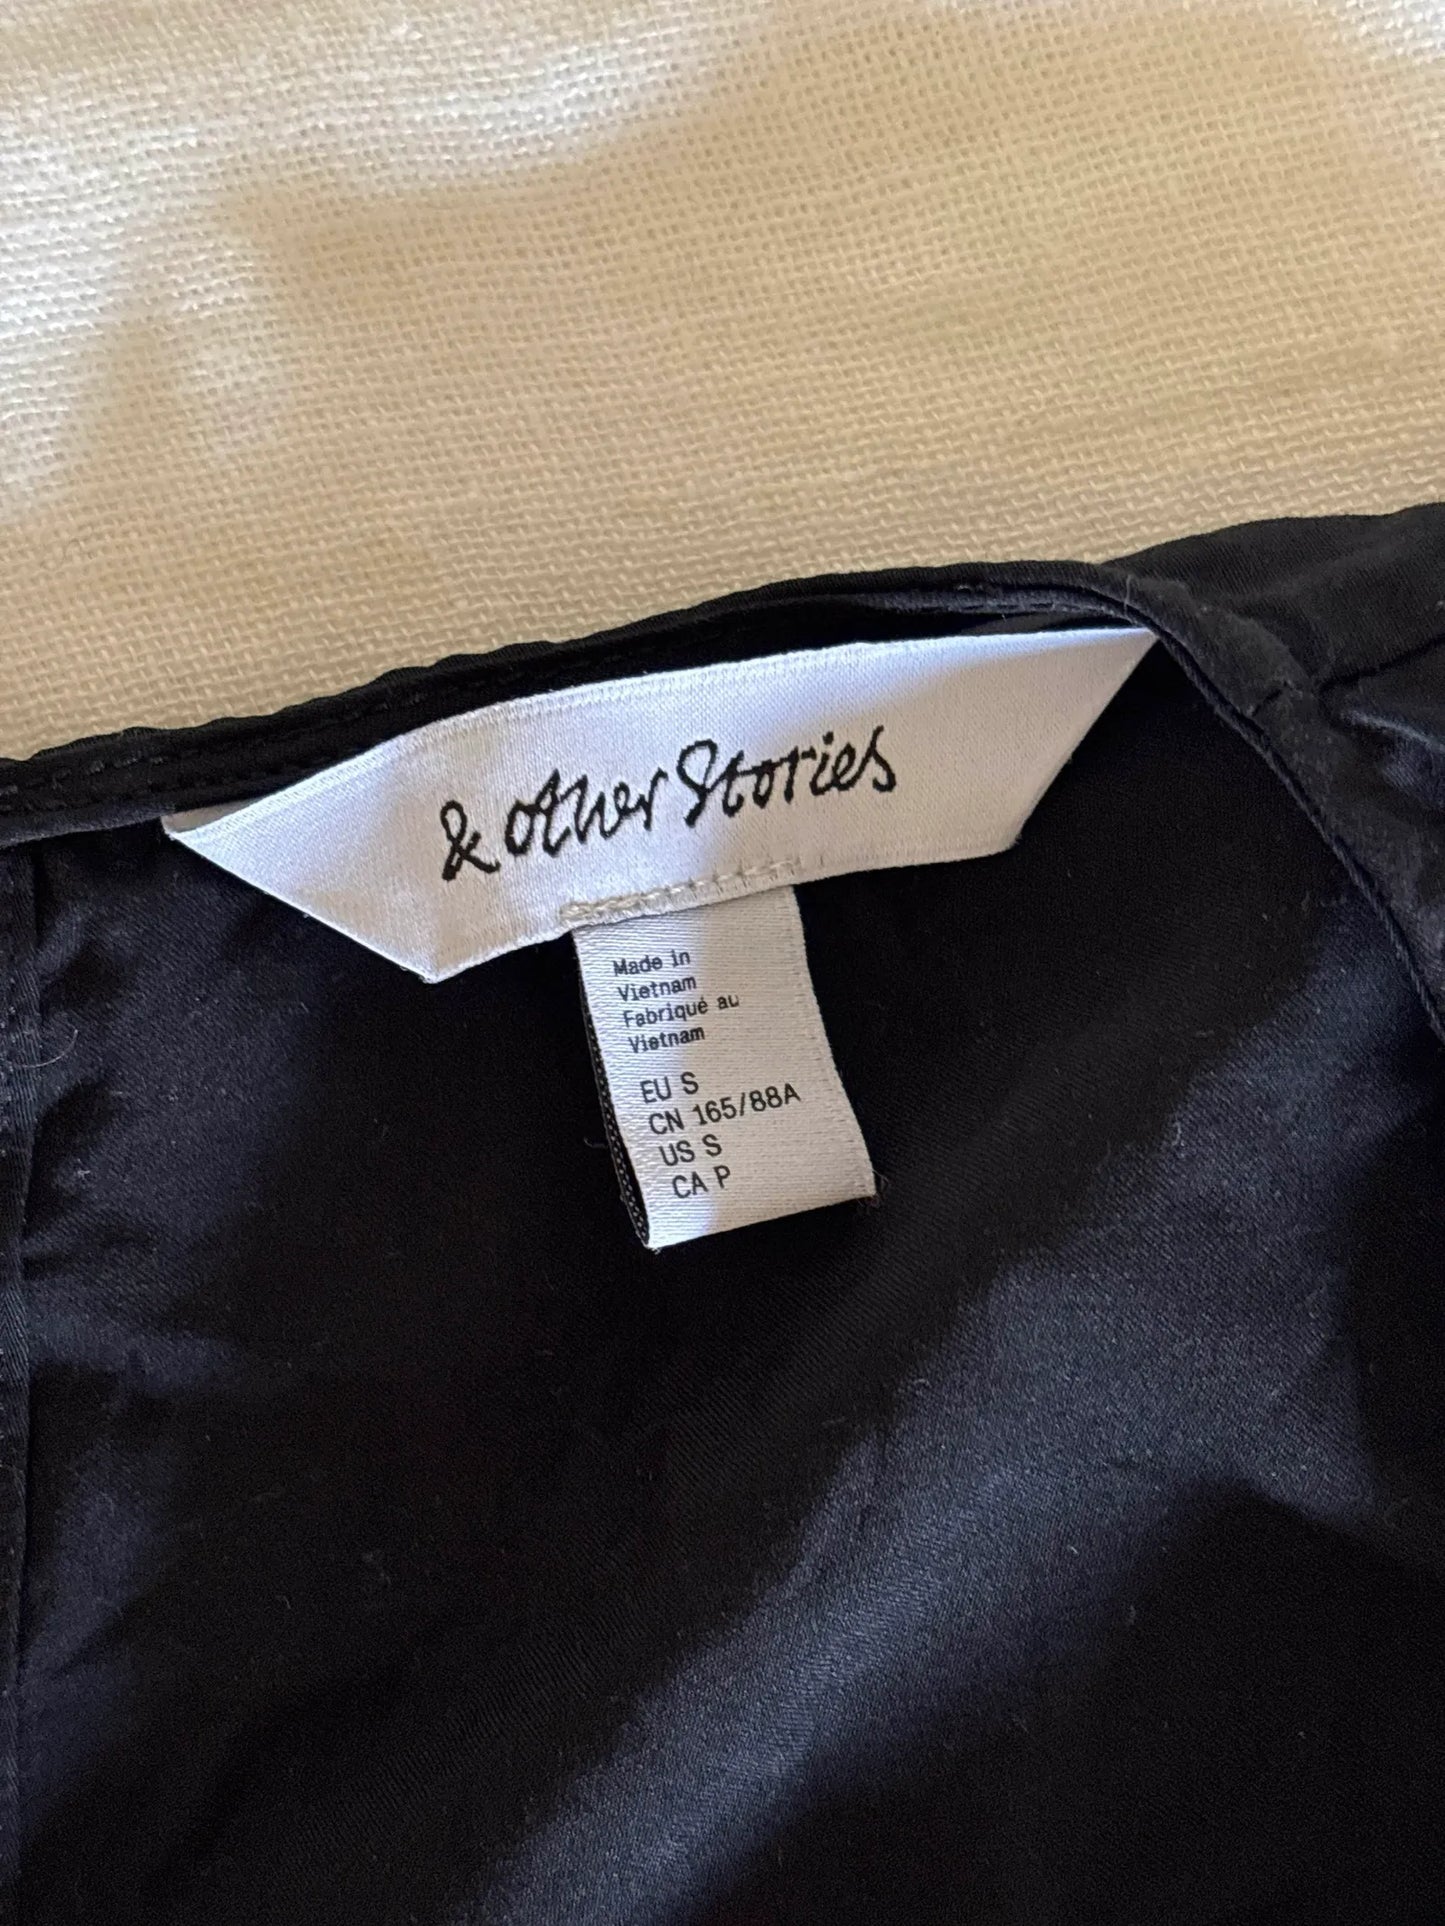 & other Stories
Made in
Vietnam
Fabriqué au
Vietnam
EU S
CN 165/88A
US S
CA P